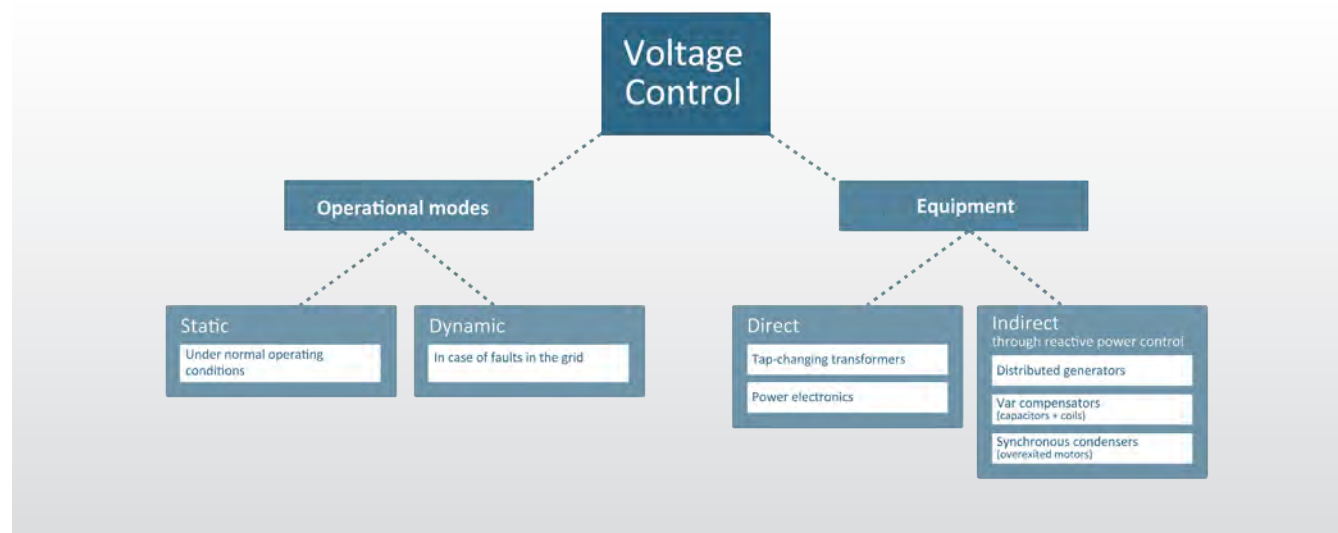 Voltage
Control
Operational modes
Equipment
Static
Under normal operating
conditions
Dynamic
In case of faults in the grid
Direct
Tap-changing transformers
Power electronics
Indirect
through reactive power control
Distributed generators
Var compensators
(capacitors + coils)
Synchronous condensers
(overexited motors)